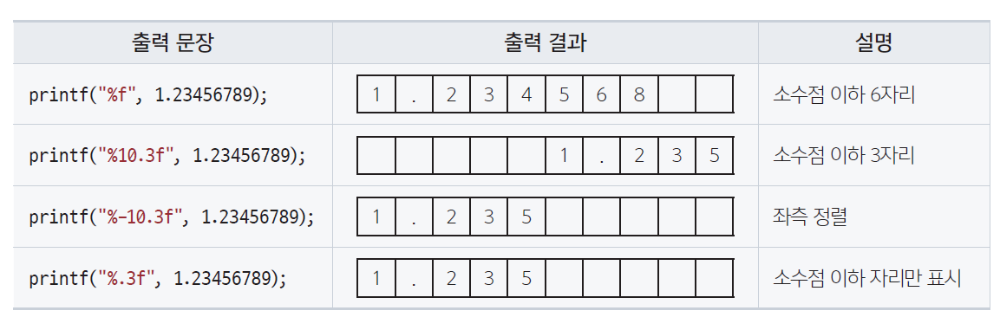 출력 문장 출력 결과 설명
printf("%f", 1.23456789); 1 . 2 3 4 5 6 8 소수점 이하 6자리
printf("%10.3f", 1.23456789); 1 . 2 3 5 소수점 이하 3자리
printf("%-10.3f", 1.23456789); 1 . 2 3 5 좌측 정렬
printf("%.3f", 1.23456789); 1 . 2 3 5 소수점 이하 자리만 표시